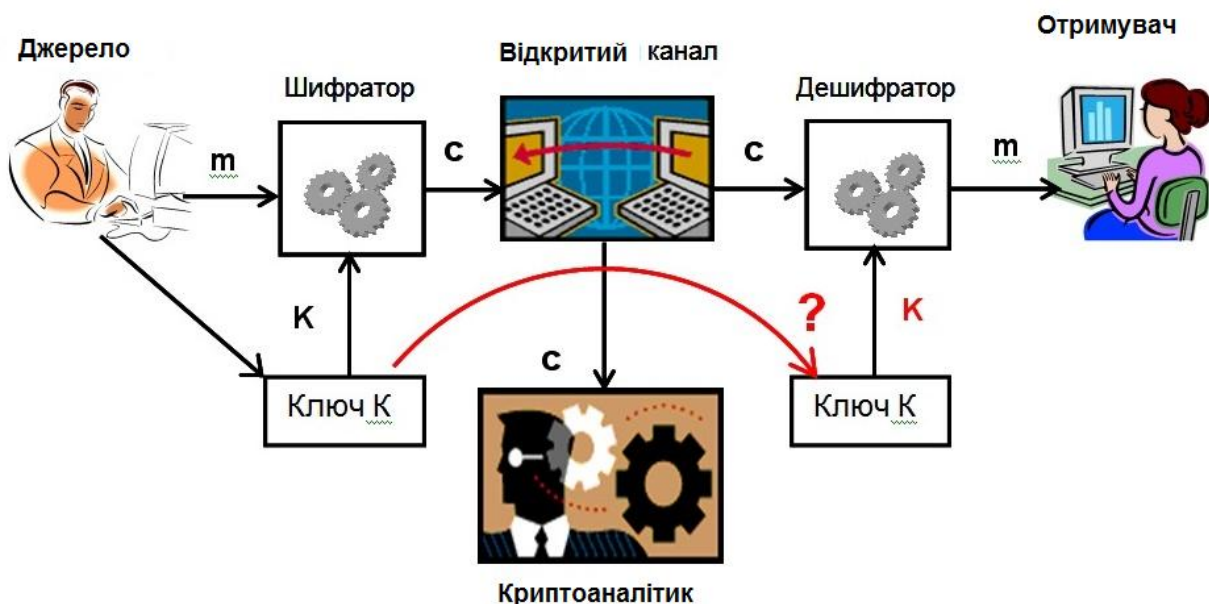 Джерело
Шифратор
Відкритий канал
Дешифратор
Отримувач
m
c
c
m
K
?
K
c
Ключ К
Ключ К
Криптоаналітик